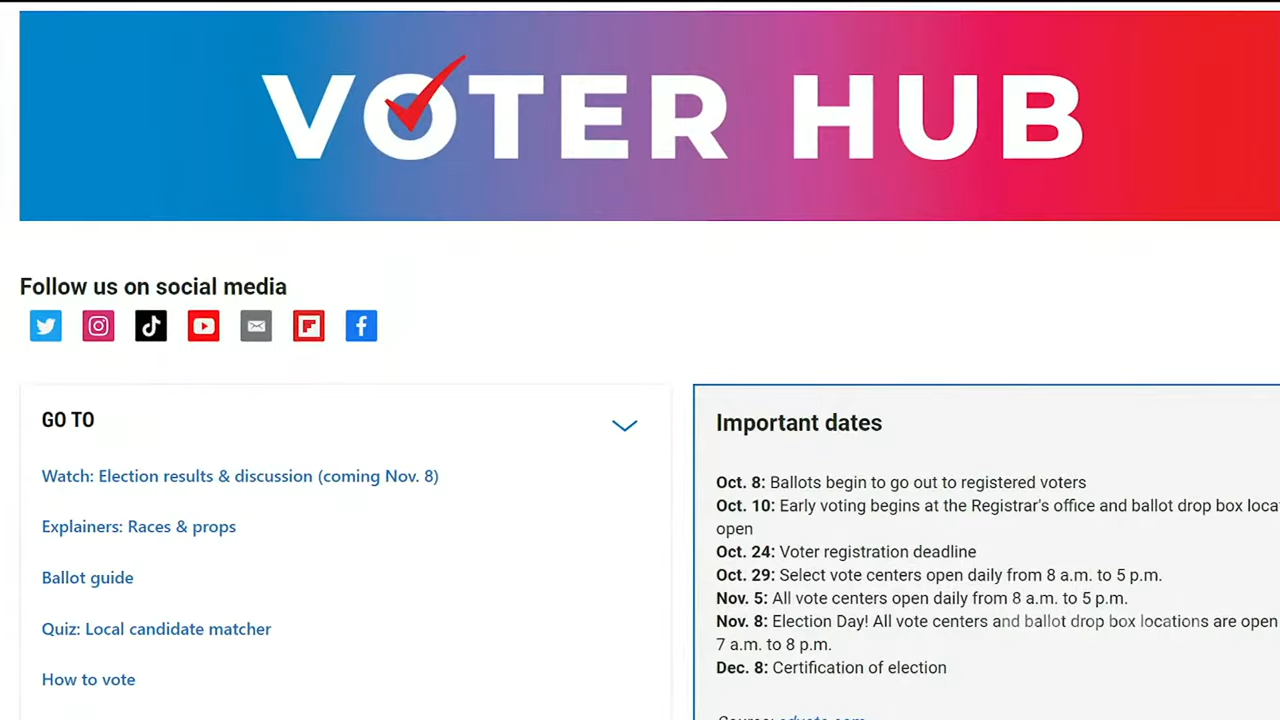 VOTER HUB
Follow us on social media
GO TO
Watch: Election results & discussion (coming Nov. 8)
Explainers: Races & props
Ballot guide
Quiz: Local candidate matcher
How to vote
Important dates
Oct. 8: Ballots begin to go out to registered voters
Oct. 10: Early voting begins at the Registrar's office and ballot drop box
open
Oct. 24: Voter registration deadline
Oct. 29: Select vote centers open daily from 8 a.m. to 5 p.m.
Nov. 5: All vote centers open daily from 8 a.m. to 5 p.m.
Nov. 8: Election Day! All vote centers and ballot drop box locations are open
7 a.m. to 8 p.m.
Dec. 8: Certification of election